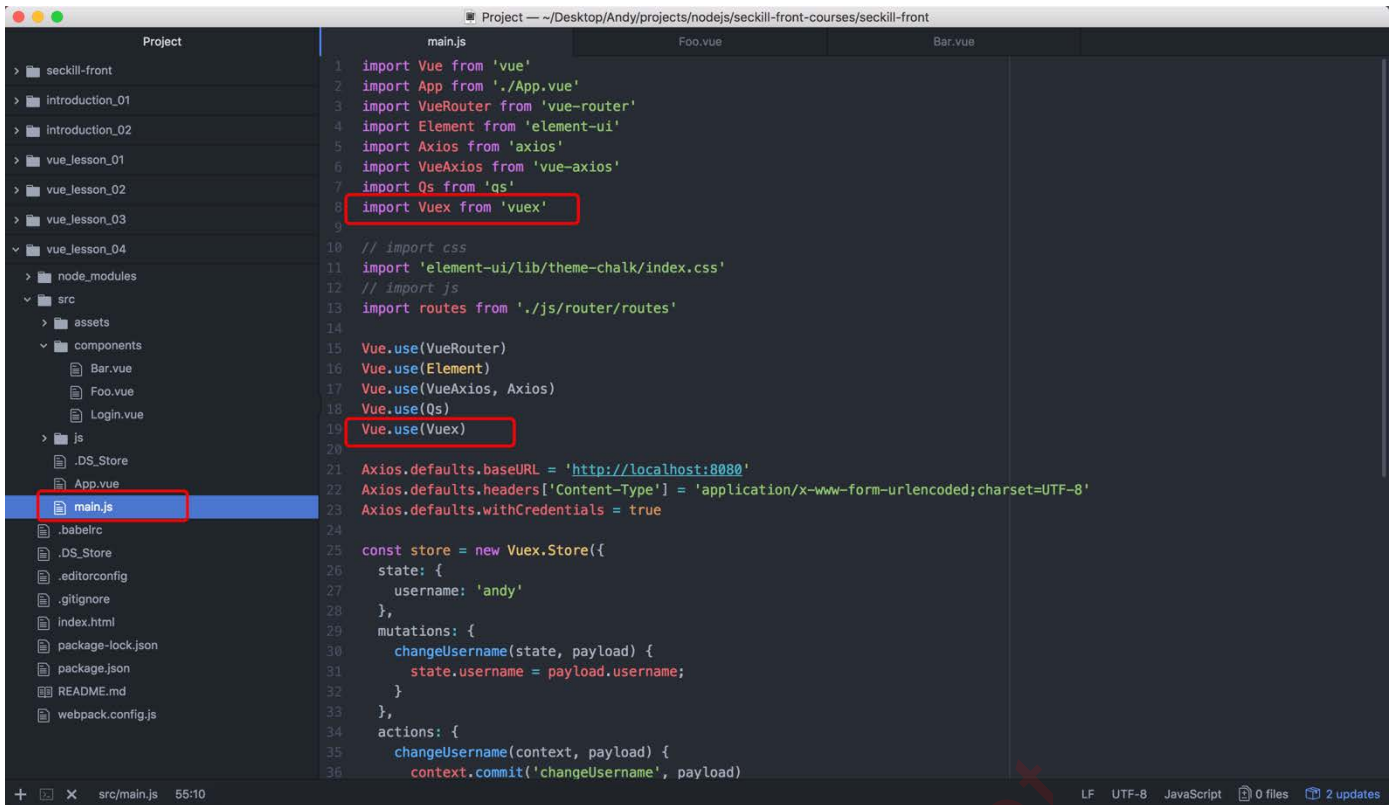 Project — ~/Desktop/Andy/projects/nodejs/seckill-front-courses/seckill-front
Project
seckill-front
introduction_01
introduction_02
vue_lesson_01
vue_lesson_02
vue_lesson_03
vue_lesson_04
node_modules
src
assets
components
Bar.vue
Foo.vue
Login.vue
js
.DS_Store
App.vue
main.js
.babelrc
.DS_Store
.editorconfig
.gitignore
index.html
package-lock.json
package.json
README.md
webpack.config.js
main.js Foo.vue Bar.vue
1 import Vue from 'vue'
2 import App from './App.vue'
3 import VueRouter from 'vue-router'
4 import Element from 'element-ui'
5 import Axios from 'axios'
6 import VueAxios from 'vue-axios'
7 import Qs from 'qs'
8 import Vuex from 'vuex'
9
10 // import css
11 import 'element-ui/lib/theme-chalk/index.css'
12 // import js
13 import routes from './js/router/routes'
14
15 Vue.use(VueRouter)
16 Vue.use(Element)
17 Vue.use(VueAxios, Axios)
18 Vue.use(Qs)
19 Vue.use(Vuex)
20
21 Axios.defaults.baseURL = 'http://localhost:8080'
22 Axios.defaults.headers['Content-Type'] = 'application/x-www-form-urlencoded;charset=UTF-8'
23 Axios.defaults.withCredentials = true
24
25 const store = new Vuex.Store({
26 state: {
27 username: 'andy'
28 },
29 mutations: {
30 changeUsername(state, payload) {
31 state.username = payload.username;
32 }
33 },
34 actions: {
35 changeUsername(context, payload) {
36 context.commit('changeUsername', payload)
src/main.js 55:10 LF UTF-8 JavaScript 0 files 2 updates